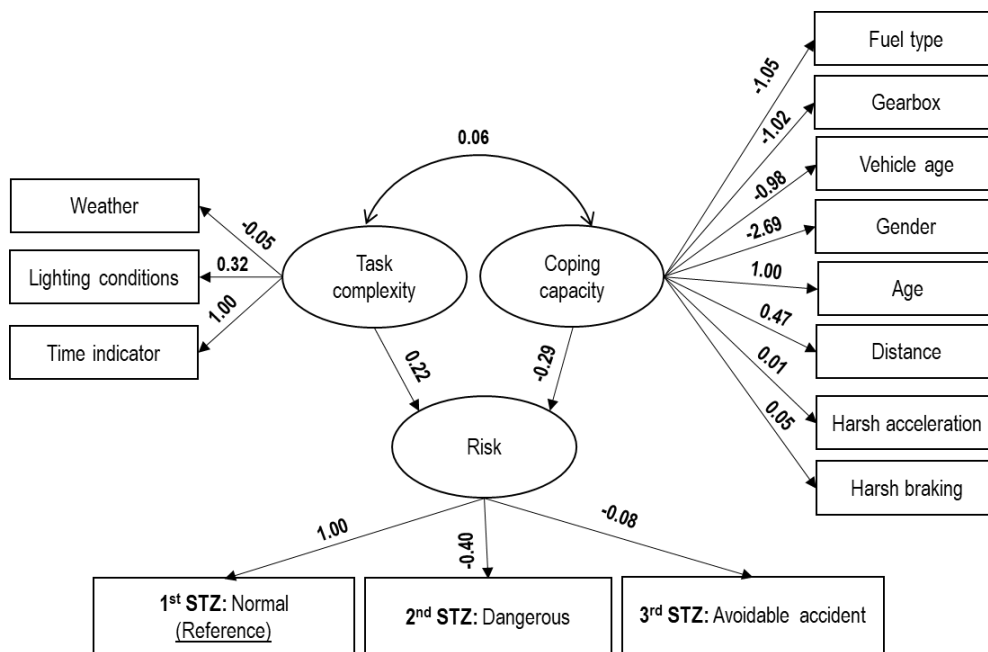 Fuel type
-1.05
Gearbox
-1.02
0.06
Vehicle age
-0.98
Weather
Gender
-2.69
-0.05
Task
complexity
Coping
capacity
Lighting conditions
0.32
Age
1.00
Time indicator
1.00
Distance
0.47
0.22
-0.29
Harsh acceleration
0.01
Risk
Harsh braking
0.05
1.00
-0.40
-0.08
1st STZ: Normal
(Reference)
2nd STZ: Dangerous
3rd STZ: Avoidable accident